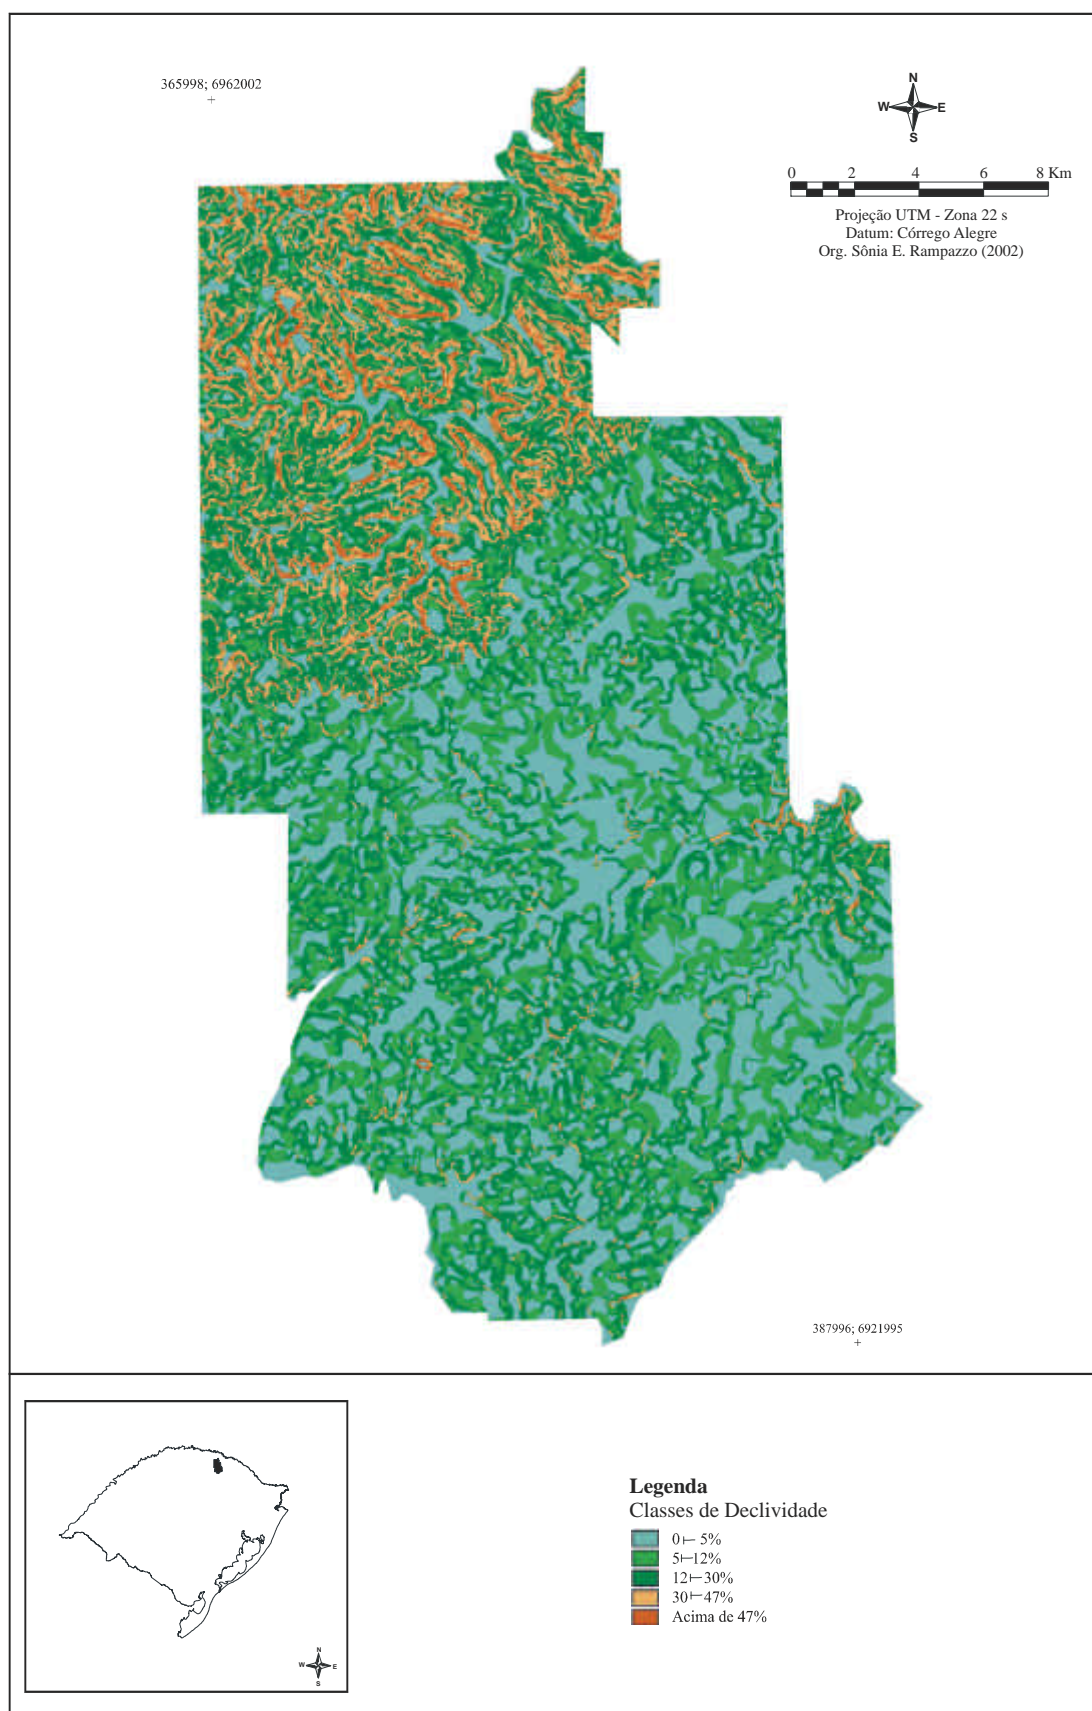 365998; 6962002
N
W E
S
0 2 4 6 8 Km
Projeção UTM - Zona 22 s
Datum: Córrego Alegre
Org. Sônia E. Rampazzo (2002)
387996; 6921995
N
W E
S
Legenda
Classes de Declividade
0⊢5%
5⊢12%
12⊢30%
30⊢47%
Acima de 47%